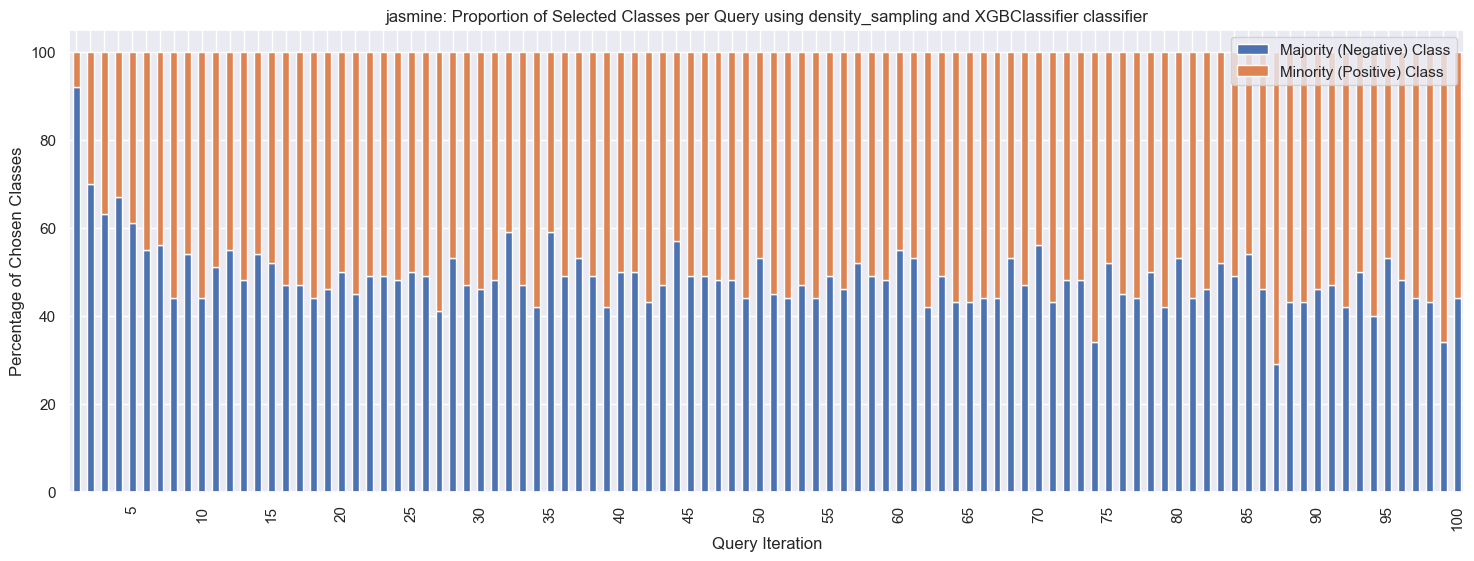 jasmine: Proportion of Selected Classes per Query using density_sampling and XGBClassifier classifier
Majority (Negative) Class
Minority (Positive) Class
Percentage of Chosen Classes
100
80
60
40
20
0
5 10 15 20 25 30 35 40 45 50 55 60 65 70 75 80 85 90 95 100
Query Iteration